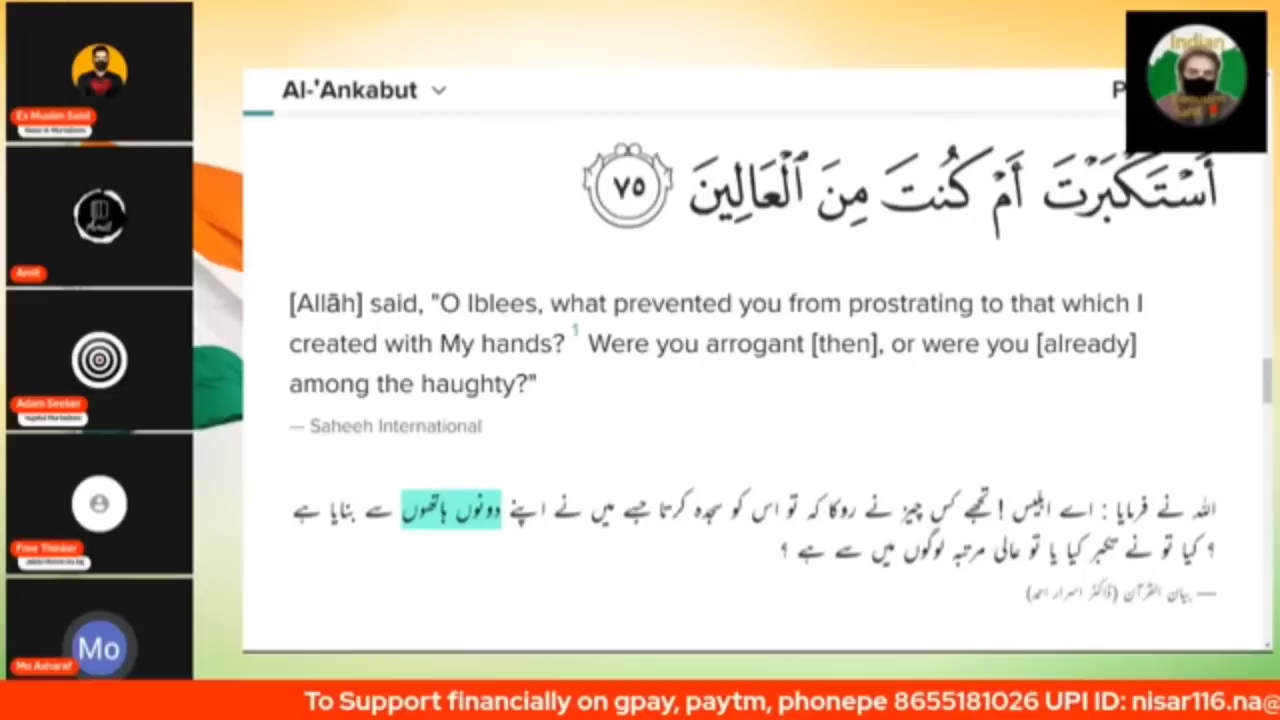 Ex Muslim Sajid
Amit
Adam Seeker
Free Thinker
Mo
Mo Asharaf
Indian
Al-'Ankabut
P
أَسْتَكْبَرْتَ أَمْ كُنتَ مِنَ ٱلْعَالِينَ ٧٥
[Allāh] said, "O Iblees, what prevented you from prostrating to that which I
created with My hands? 1 Were you arrogant [then], or were you [already]
among the haughty?"
— Saheeh International
اللہ نے فرمایا : اے ابلیس ! تجھے کس چیز نے روکا کہ تو اس کو سجدہ کرتا جسے میں نے اپنے دونوں ہاتھوں سے بنایا ہے
؟ کیا تو نے تکبر کیا یا تو عالی مرتبہ لوگوں میں سے ہے ؟
— بیان القرآن (ڈاکٹر اسرار احمد)
To Support financially on gpay, paytm, phonepe 8655181026 UPI ID: nisar116.na@